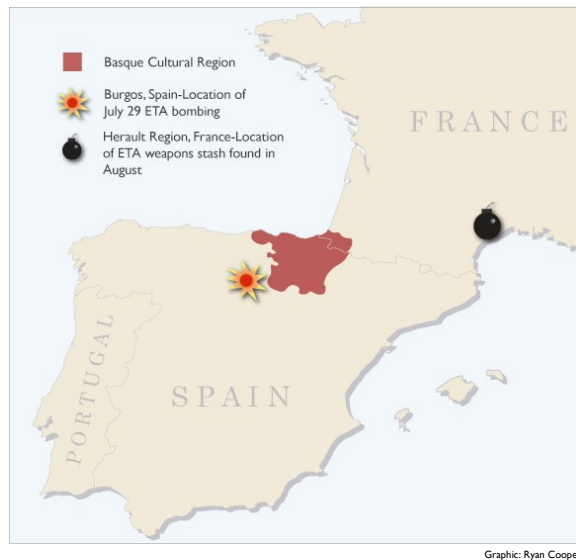 Basque Cultural Region
Burgos, Spain-Location of
July 29 ETA bombing
Herault Region, France-Location
of ETA weapons stash found in
August
FRANCE
PORTUGAL
SPAIN
Graphic: Ryan Coope